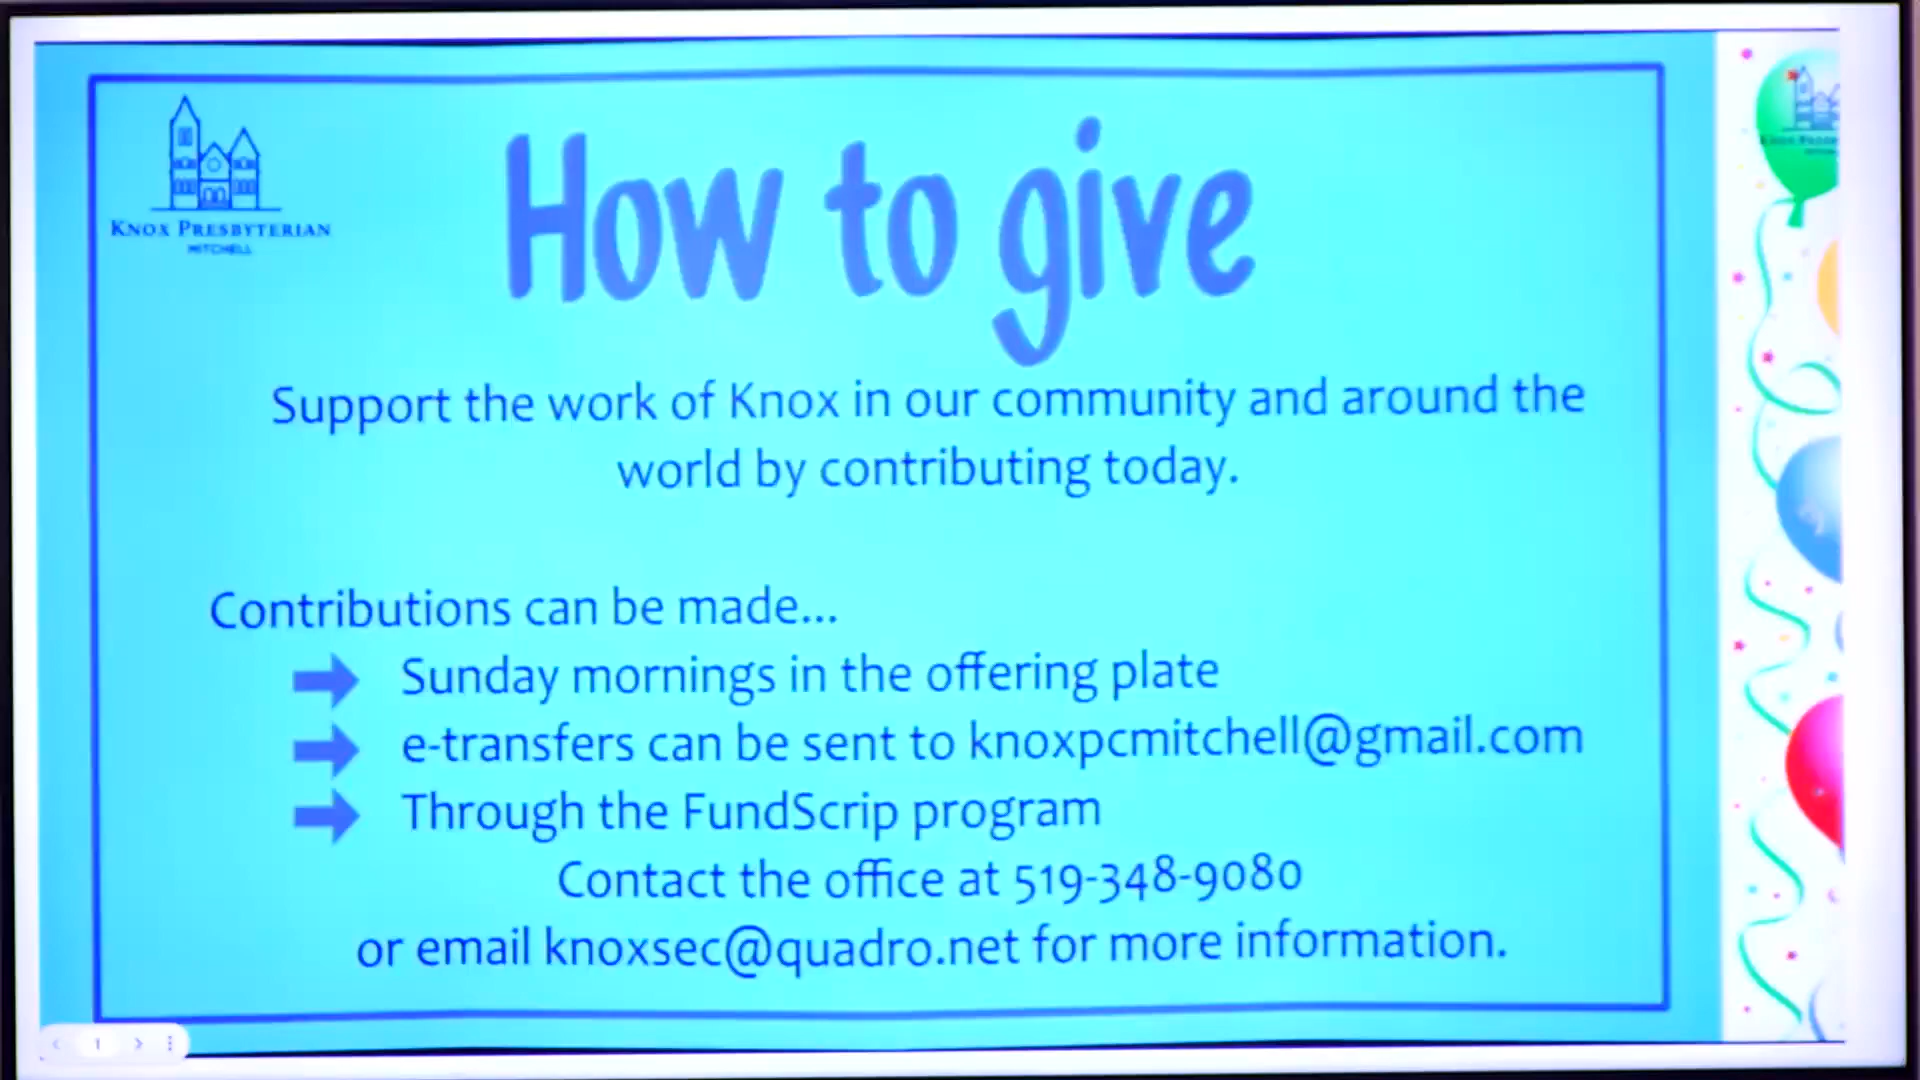 KNOX PRESBYTERIAN
MITCHELL
How to give
Support the work of Knox in our community and around the
world by contributing today.
Contributions can be made...
Sunday mornings in the offering plate
e-transfers can be sent to knoxpcmitchell@gmail.com
Through the FundScrip program
Contact the office at 519-348-9080
or email knoxsec@quadro.net for more information.
1